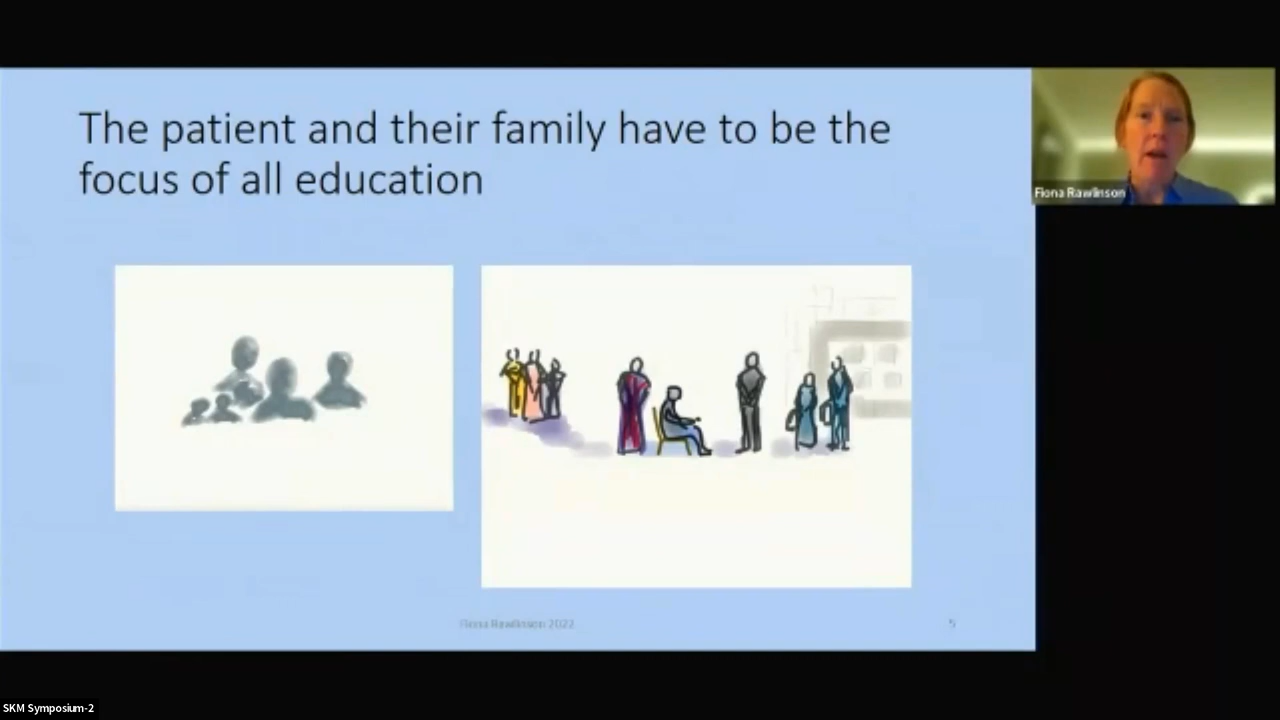 The patient and their family have to be the
focus of all education
Fiona Rawlinson
Fiona Rawlinson 2022
5
SKM Symposium-2